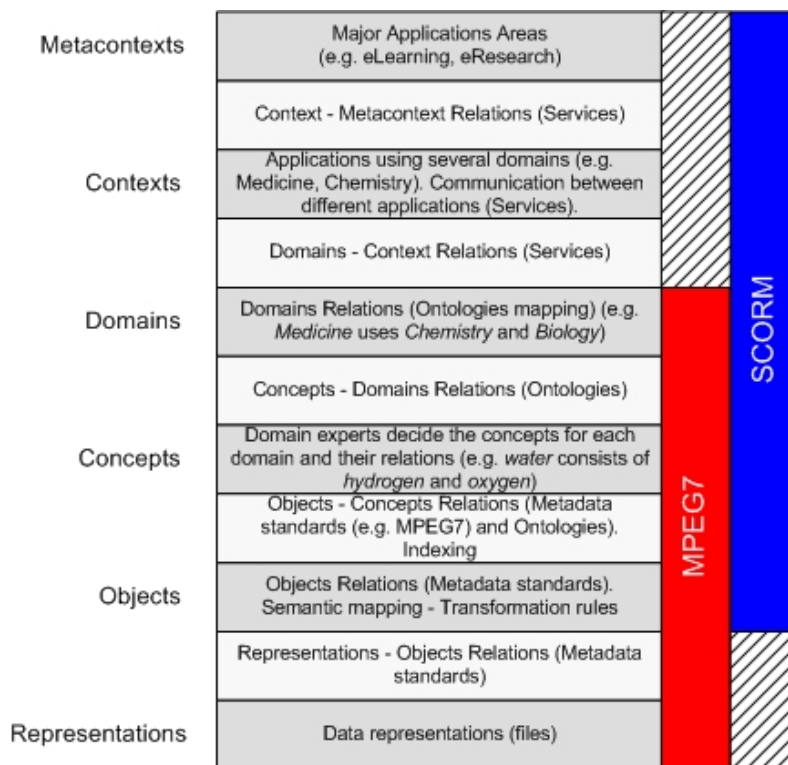 Metacontexts
Major Applications Areas
(e.g. eLearning, eResearch)
Context - Metacontext Relations (Services)
Contexts
Applications using several domains (e.g.
Medicine, Chemistry). Communication between
different applications (Services).
Domains - Context Relations (Services)
Domains
Domains Relations (Ontologies mapping) (e.g.
Medicine uses Chemistry and Biology)
Concepts - Domains Relations (Ontologies)
Concepts
Domain experts decide the concepts for each
domain and their relations (e.g. water consists of
hydrogen and oxygen)
Objects - Concepts Relations (Metadata
standards (e.g. MPEG7) and Ontologies).
Indexing
Objects
Objects Relations (Metadata standards).
Semantic mapping - Transformation rules
Representations - Objects Relations (Metadata
standards)
Representations
Data representations (files)
MPEG7
SCORM